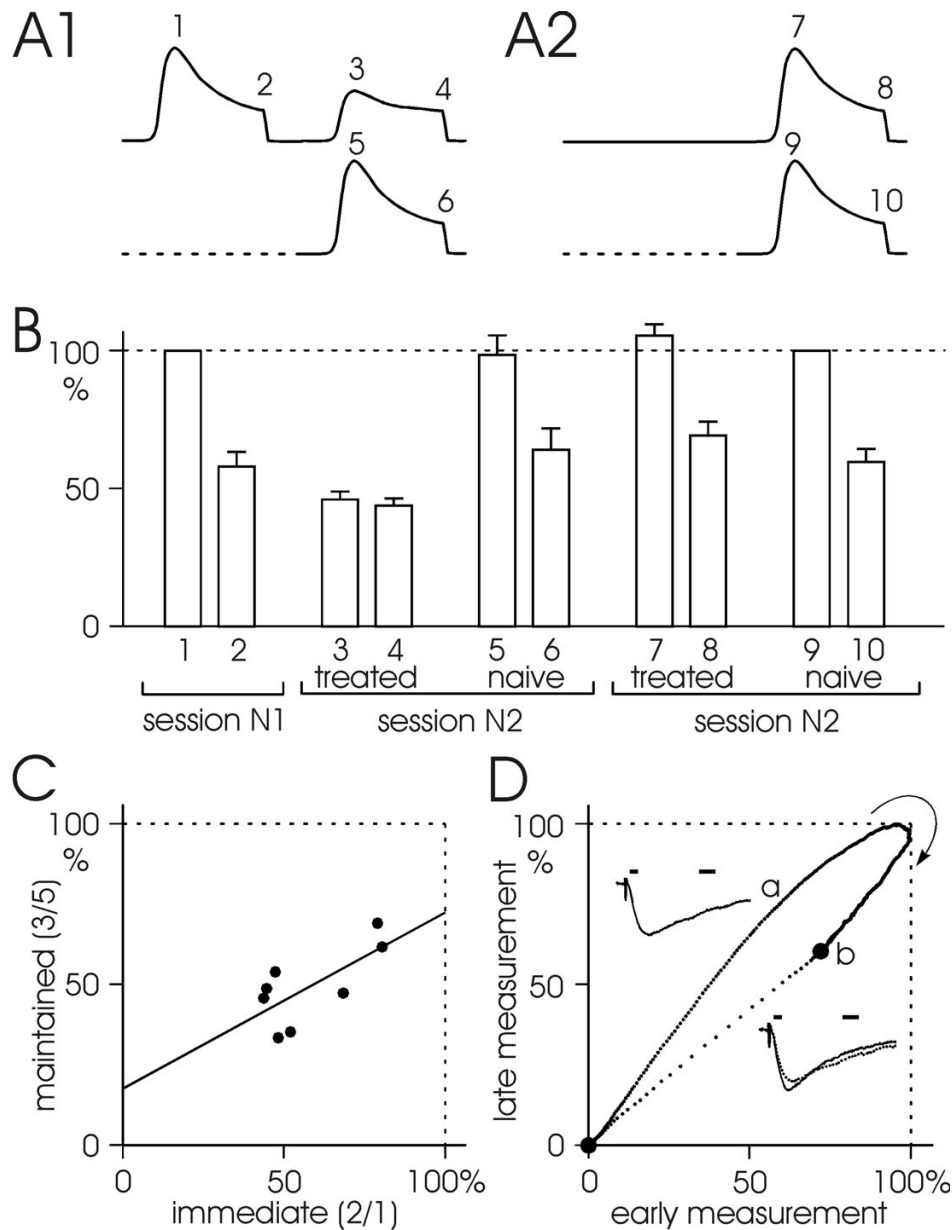 A1
A2
1
2
3
4
5
6
7
8
9
10
B
100
%
50
0
1 2 3 4 5 6 7 8 9 10
treated naive treated naive
session N1 session N2 session N2
C
100
%
50
0
maintained (3/5)
0 50 100%
immediate (2/1)
D
100
%
50
0
late measurement
a
b
0 50 100%
early measurement